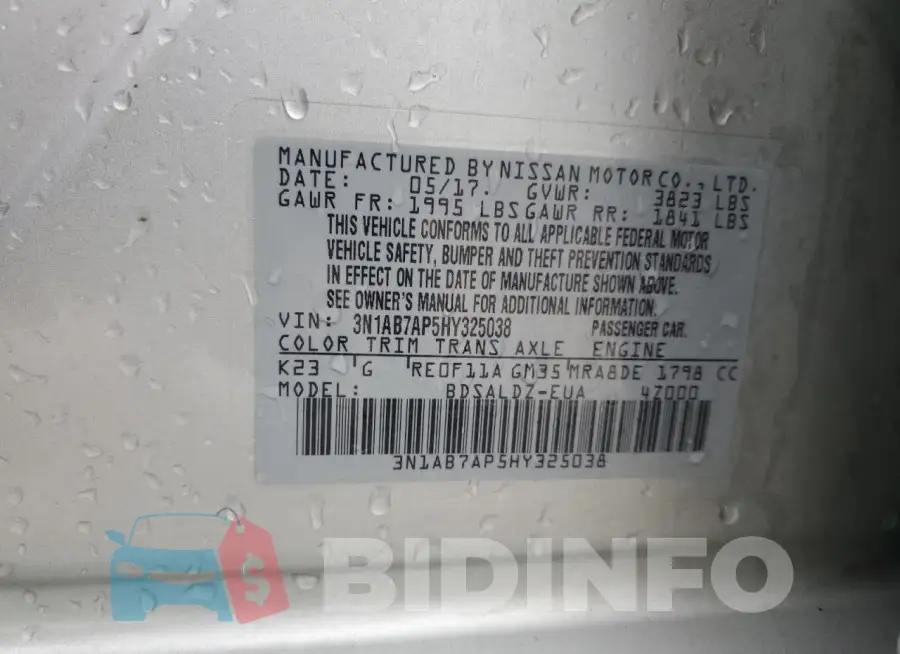 MANUFACTURED BY NISSAN MOTOR CO., LTD.
DATE: 05/17. GVWR: 3823 LBS
GAWR FR: 1995 LBS GAWR RR: 1841 LBS
THIS VEHICLE CONFORMS TO ALL APPLICABLE FEDERAL MOTOR
VEHICLE SAFETY, BUMPER AND THEFT PREVENTION STANDARDS
IN EFFECT ON THE DATE OF MANUFACTURE SHOWN ABOVE.
SEE OWNER'S MANUAL FOR ADDITIONAL INFORMATION.
VIN: 3N1AB7AP5HY325038 PASSENGER CAR.
COLOR TRIM TRANS AXLE ENGINE
K23 G RE0F11A GM35 MRA8DE 1798 CC
MODEL: BDSALDZ-EUA 4Z000
3N1AB7AP5HY325038
$ BIDINFO